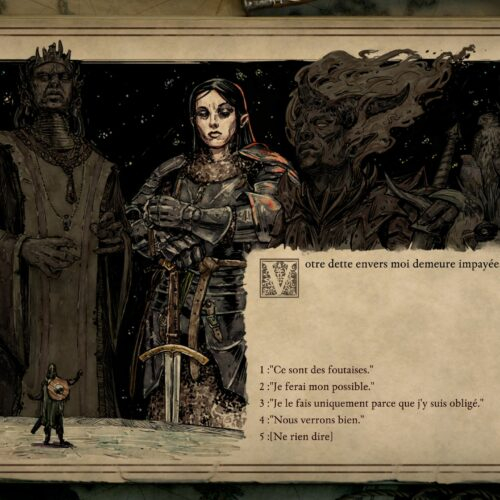 Votre dette envers moi demeure impayée
1 :"Ce sont des foutaises."
2 :"Je ferai mon possible."
3 :"Je le fais uniquement parce que j'y suis obligé."
4 :"Nous verrons bien."
5 :[Ne rien dire]